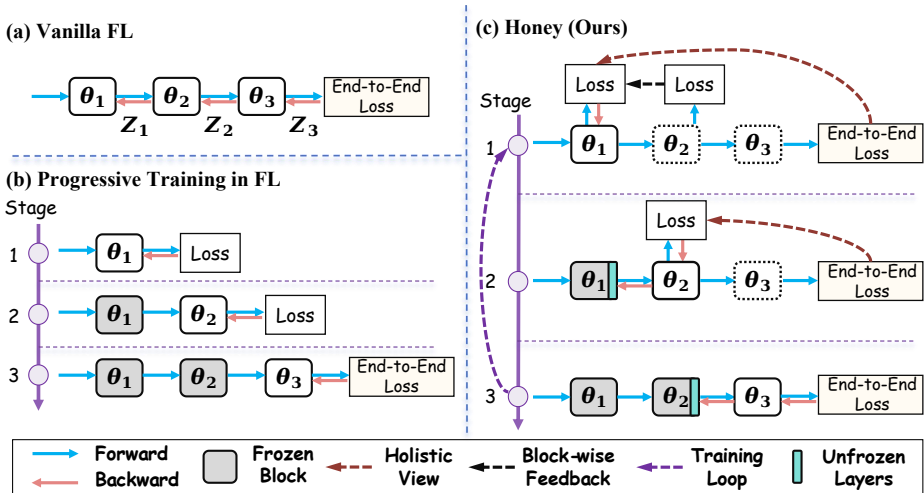 (a) Vanilla FL
θ1
θ2
θ3
End-to-End
Loss
Z1
Z2
Z3
(b) Progressive Training in FL
Stage
1
θ1
Loss
2
θ1
θ2
Loss
3
θ1
θ2
θ3
End-to-End
Loss
(c) Honey (Ours)
Stage
Loss
Loss
1
θ1
θ2
θ3
End-to-End
Loss
Loss
2
θ1
θ2
θ3
End-to-End
Loss
3
θ1
θ2
θ3
End-to-End
Loss
Forward
Backward
Frozen
Block
Holistic
View
Block-wise
Feedback
Training
Loop
Unfrozen
Layers